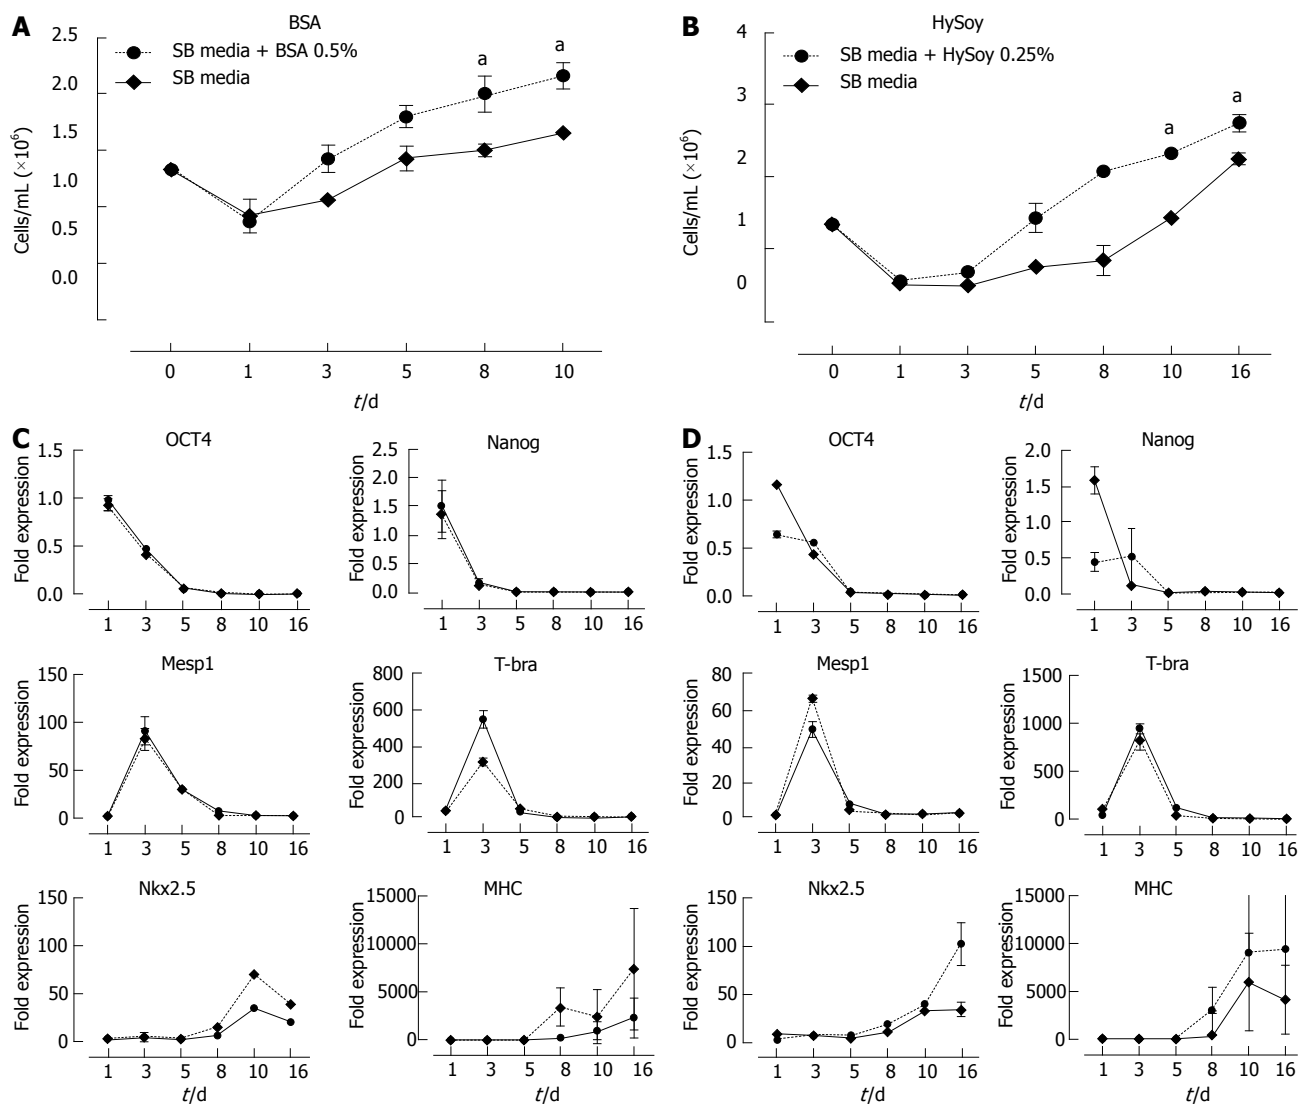 A
BSA
2.5
2.0
1.5
1.0
0.5
0.0
Cells/mL (×10⁶)
SB media + BSA 0.5%
SB media
a
a
0 1 3 5 8 10
t/d
B
HySoy
4
3
2
1
0
Cells/mL (×10⁶)
SB media + HySoy 0.25%
SB media
a
a
0 1 3 5 8 10 16
t/d
C
OCT4
Fold expression
1.5
1.0
0.5
0.0
1 3 5 8 10 16
Nanog
Fold expression
2.5
2.0
1.5
1.0
0.5
0.0
1 3 5 8 10 16
Mesp1
Fold expression
150
100
50
0
1 3 5 8 10 16
T-bra
Fold expression
800
600
400
200
0
1 3 5 8 10 16
Nkx2.5
Fold expression
150
100
50
0
1 3 5 8 10 16
t/d
MHC
Fold expression
15000
10000
5000
0
1 3 5 8 10 16
t/d
D
OCT4
Fold expression
1.5
1.0
0.5
0.0
1 3 5 8 10 16
Nanog
Fold expression
2.0
1.5
1.0
0.5
0.0
1 3 5 8 10 16
Mesp1
Fold expression
80
60
40
20
0
1 3 5 8 10 16
T-bra
Fold expression
1500
1000
500
0
1 3 5 8 10 16
Nkx2.5
Fold expression
150
100
50
0
1 3 5 8 10 16
t/d
MHC
Fold expression
15000
10000
5000
0
1 3 5 8 10 16
t/d